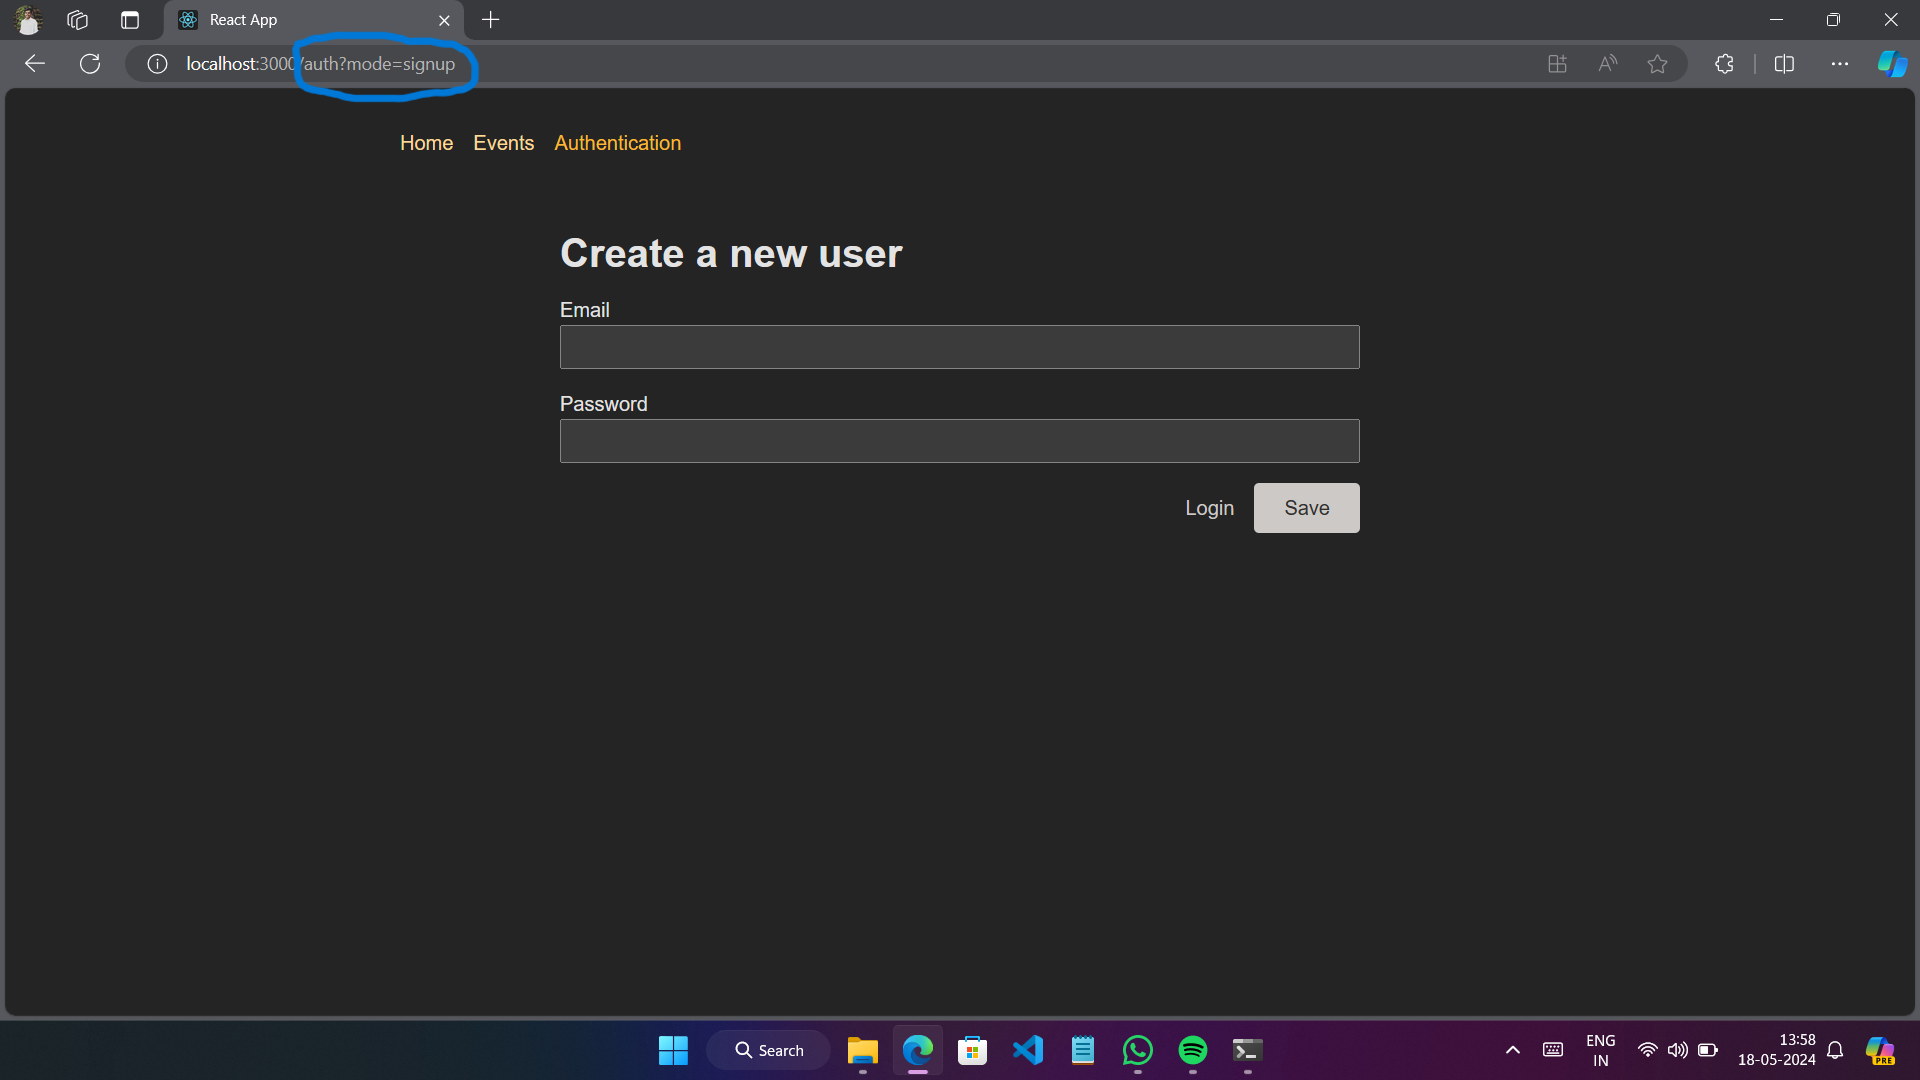 React App
localhost:3000/auth?mode=signup
Home Events Authentication
Create a new user
Email
Password
Login Save
Search
ENG
IN
13:58
18-05-2024
PRE